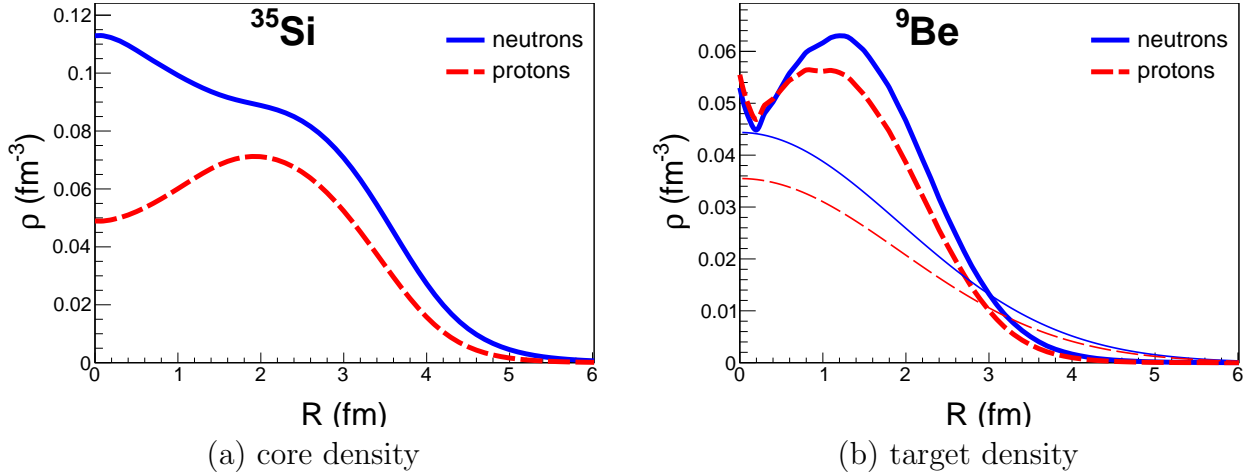 ³⁵Si
neutrons
protons
ρ (fm⁻³)
0.12
0.1
0.08
0.06
0.04
0.02
0
0 1 2 3 4 5 6
R (fm)
(a) core density
⁹Be
neutrons
protons
ρ (fm⁻³)
0.06
0.05
0.04
0.03
0.02
0.01
0
0 1 2 3 4 5 6
R (fm)
(b) target density